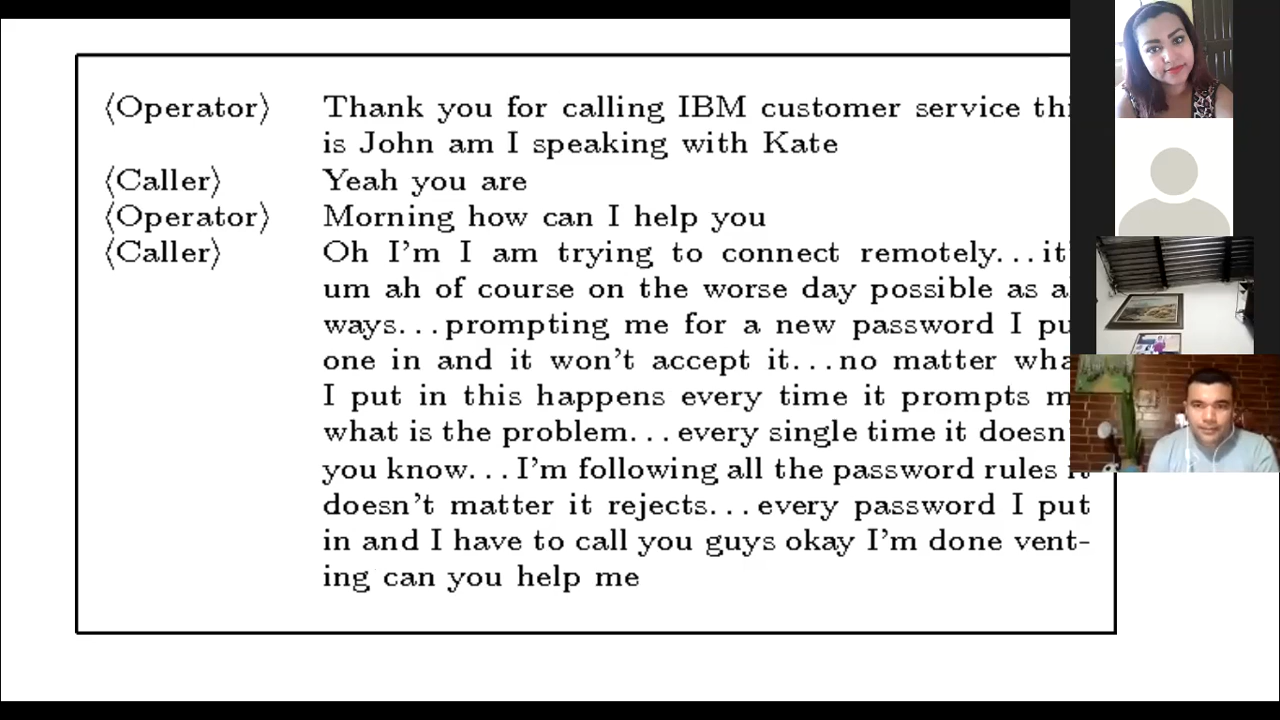 ⟨Operator⟩ Thank you for calling IBM customer service
is John am I speaking with Kate
⟨Caller⟩ Yeah you are
⟨Operator⟩ Morning how can I help you
⟨Caller⟩ Oh I'm I am trying to connect remotely...
um ah of course on the worse day possible as
ways...prompting me for a new password I
one in and it won't accept it...no matter
I put in this happens every time it prompts
what is the problem...every single time it
you know...I'm following all the password rules
doesn't matter it rejects...every password I put
in and I have to call you guys okay I'm done vent-
ing can you help me